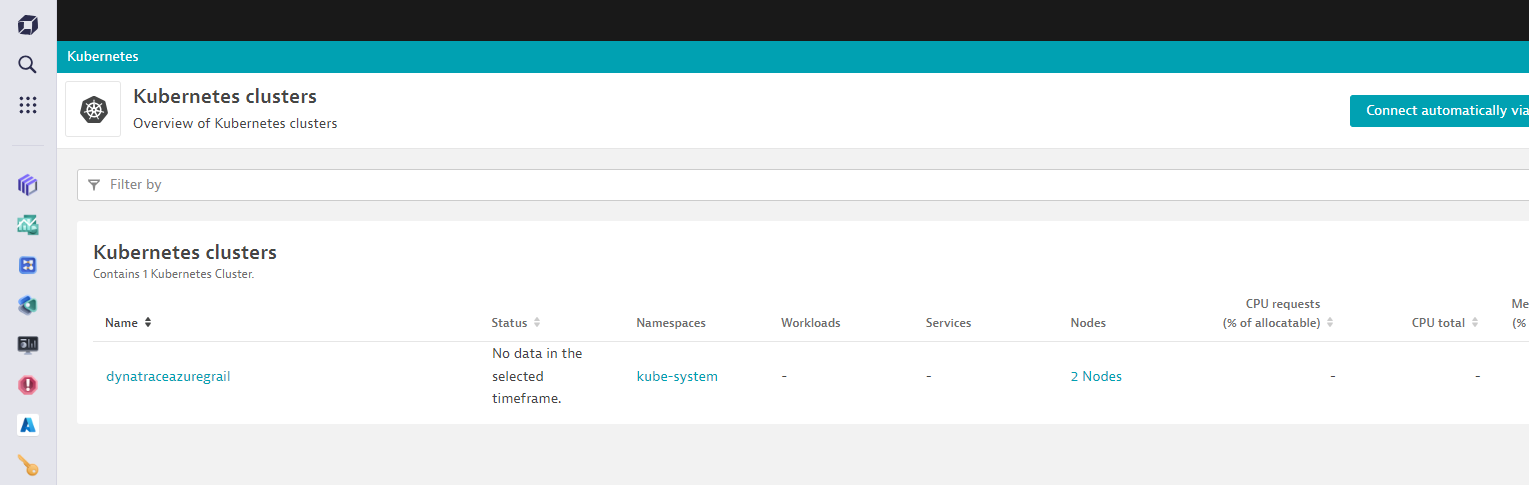 Kubernetes
Kubernetes clusters
Overview of Kubernetes clusters
Connect automatically via
Filter by
Kubernetes clusters
Contains 1 Kubernetes Cluster.
Name
Status
Namespaces
Workloads
Services
Nodes
CPU requests
(% of allocatable)
CPU total
Me
(%
dynatraceazuregrail
No data in the
selected
timeframe.
kube-system
-
-
2 Nodes
-
-